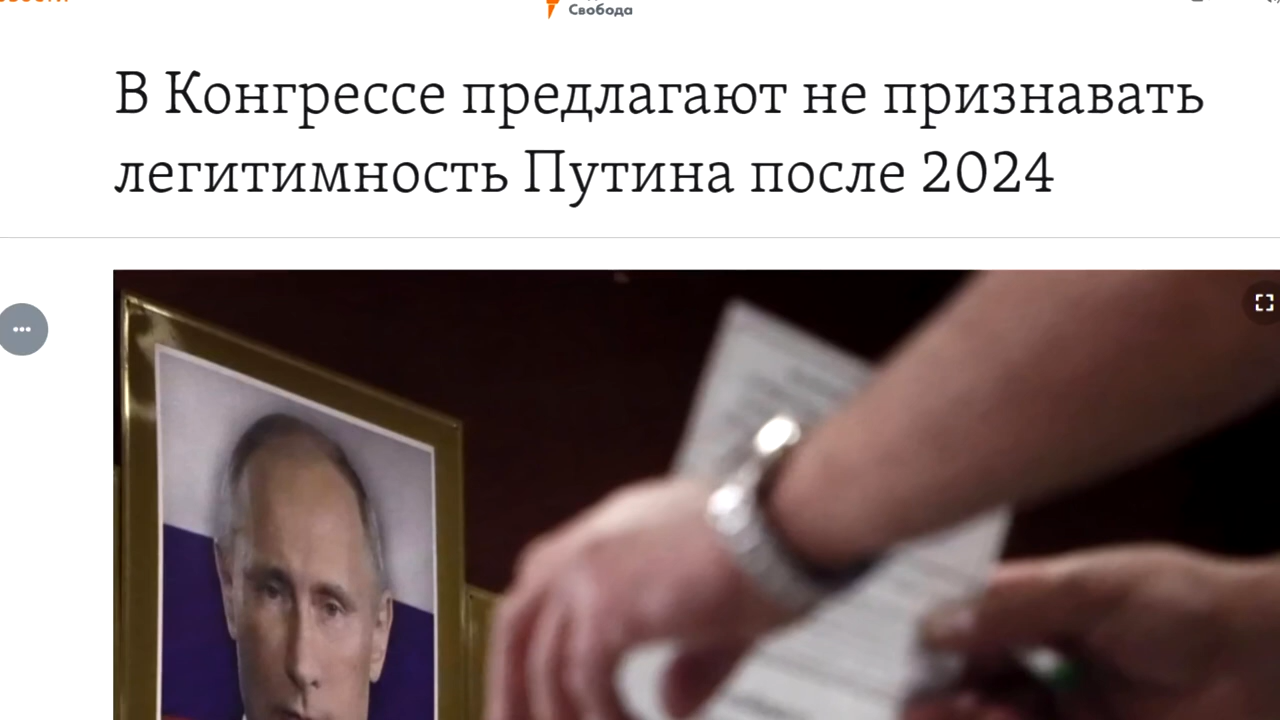 Свобода
В Конгрессе предлагают не признавать
легитимность Путина после 2024